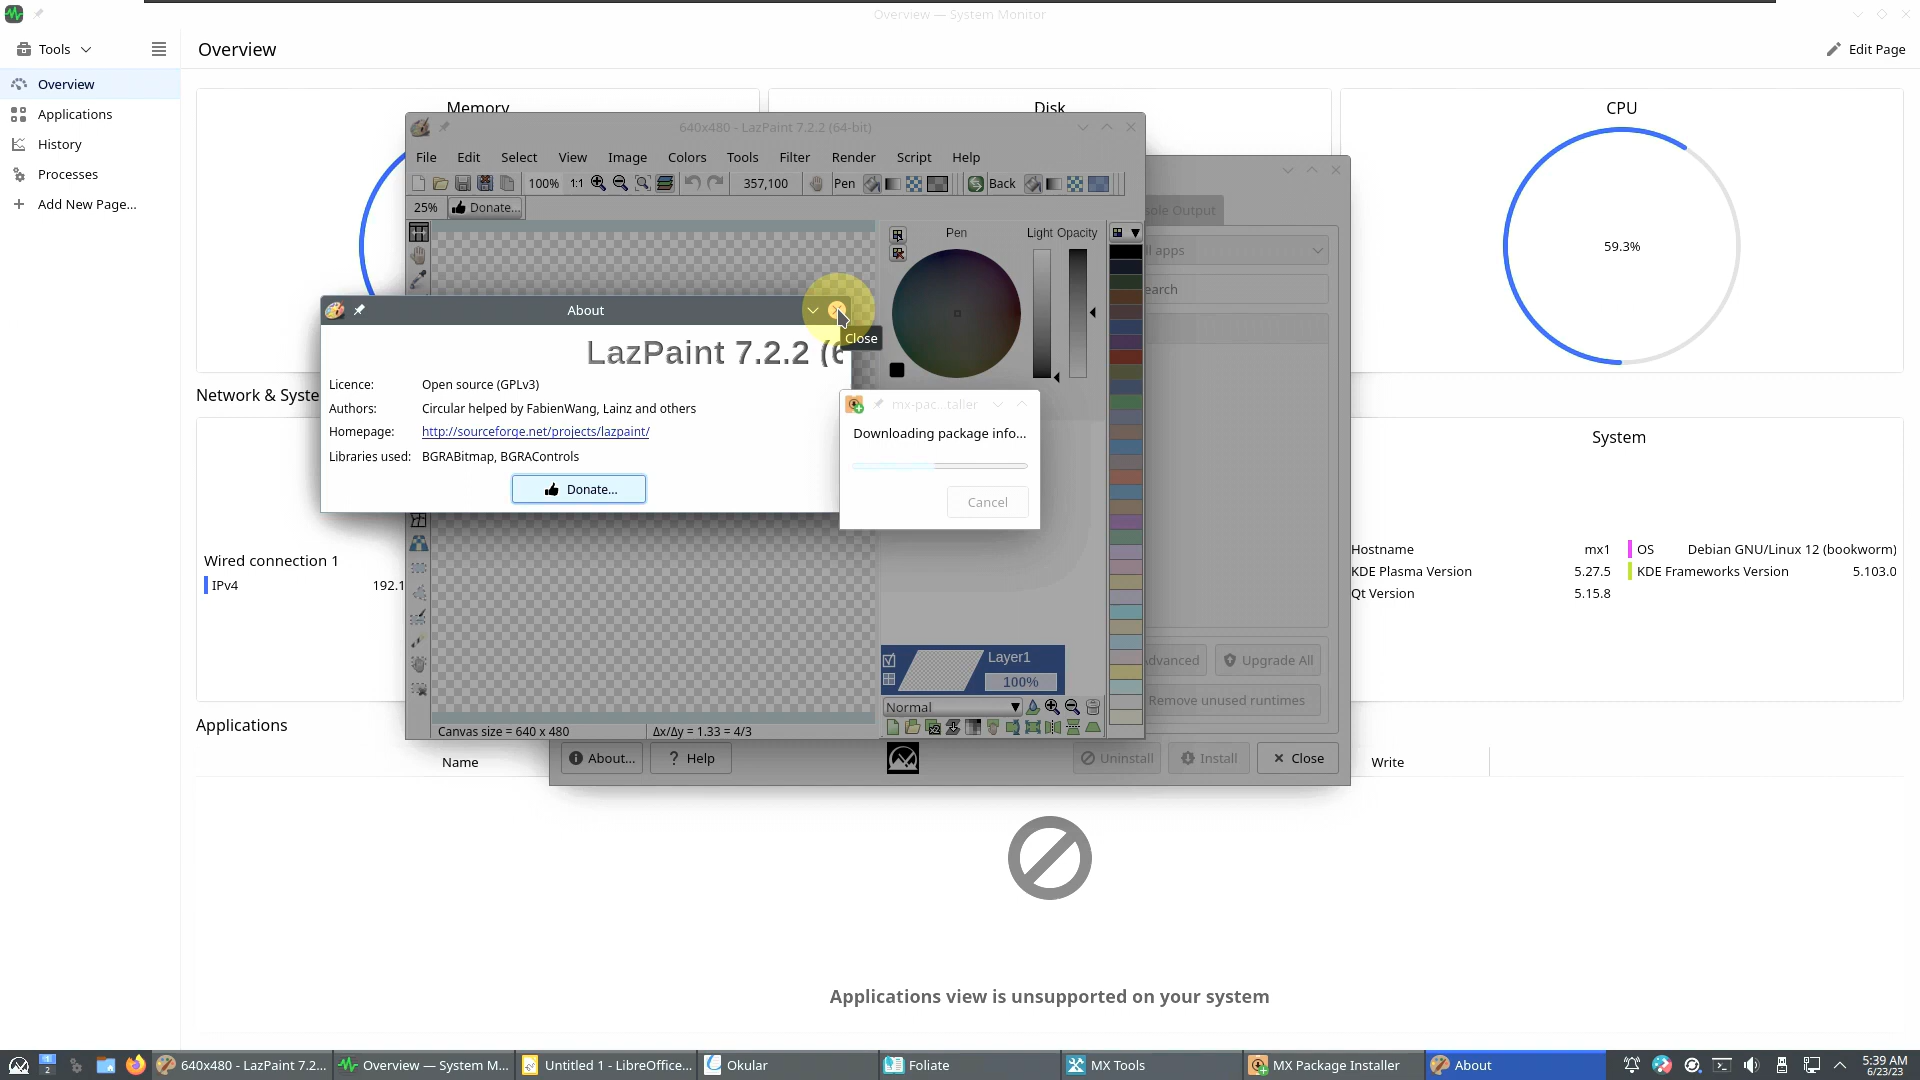 Overview — System Monitor
Tools
Overview
Edit Page
Overview
Applications
History
Processes
Add New Page...
Memory
Disk
CPU
59.3%
640x480 - LazPaint 7.2.2 (64-bit)
File Edit Select View Image Colors Tools Filter Render Script Help
100% 1:1 357,100 Pen Back
25% Donate...
Pen Light Opacity
Output
apps
About
Close
LazPaint 7.2.2
Licence: Open source (GPLv3)
Authors: Circular helped by FabienWang, Lainz and others
Homepage: http://sourceforge.net/projects/lazpaint/
Libraries used: BGRABitmap, BGRAControls
Donate...
mx-pac...taller
Downloading package info...
Cancel
Network & Syste
Wired connection 1
IPv4 192.1
System
Hostname mx1
OS Debian GNU/Linux 12 (bookworm)
KDE Plasma Version 5.27.5
KDE Frameworks Version 5.103.0
Qt Version 5.15.8
Layer1
100%
Normal
Canvas size = 640 x 480
Δx/Δy = 1.33 = 4/3
Upgrade All
Remove unused runtimes
About...
Help
Uninstall
Install
Close
Applications
Name
Write
Applications view is unsupported on your system
1
2
640x480 - LazPaint 7.2...
Overview — System M...
Untitled 1 - LibreOffice...
Okular
Foliate
MX Tools
MX Package Installer
About
5:39 AM
6/23/23